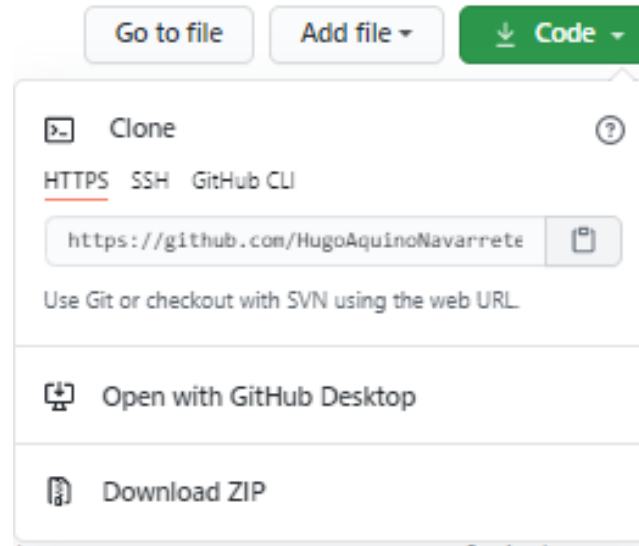 Go to file Add file Code
Clone
HTTPS SSH GitHub CLI
https://github.com/HugoAquinoNavarrete
Use Git or checkout with SVN using the web URL.
Open with GitHub Desktop
Download ZIP